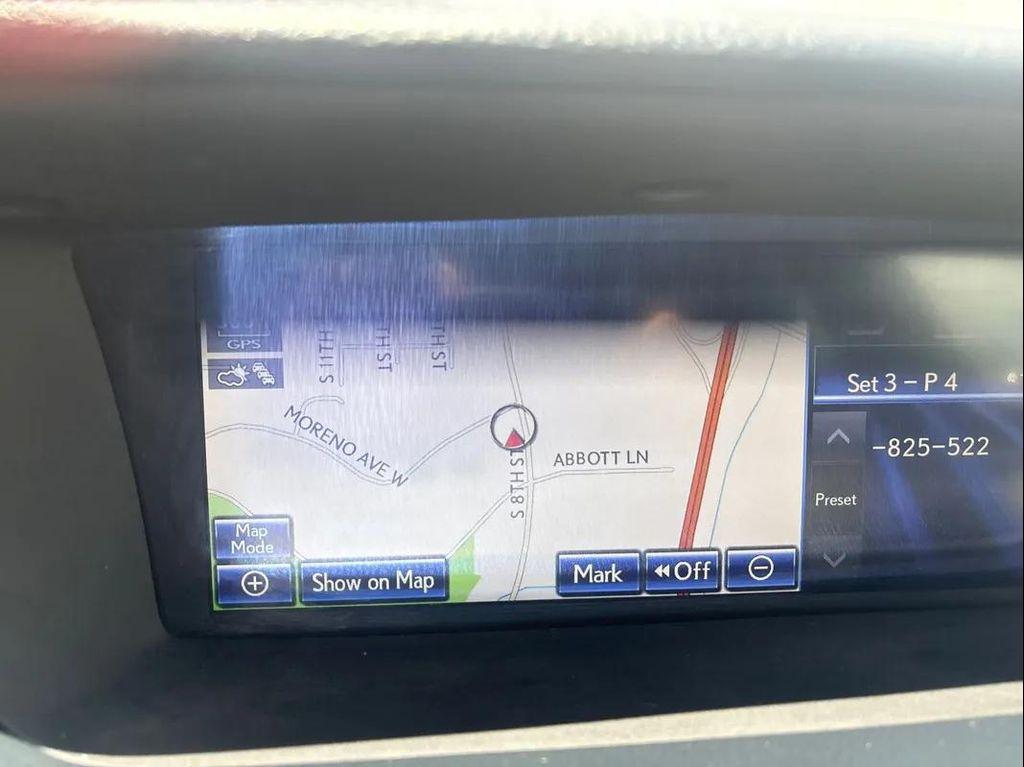 GPS
S 11TH
TH ST
TH ST
MORENO AVE W
ABBOTT LN
S 8TH ST
Map
Mode
Show on Map
Mark
Off
Set 3 - P 4
-825-522
Preset